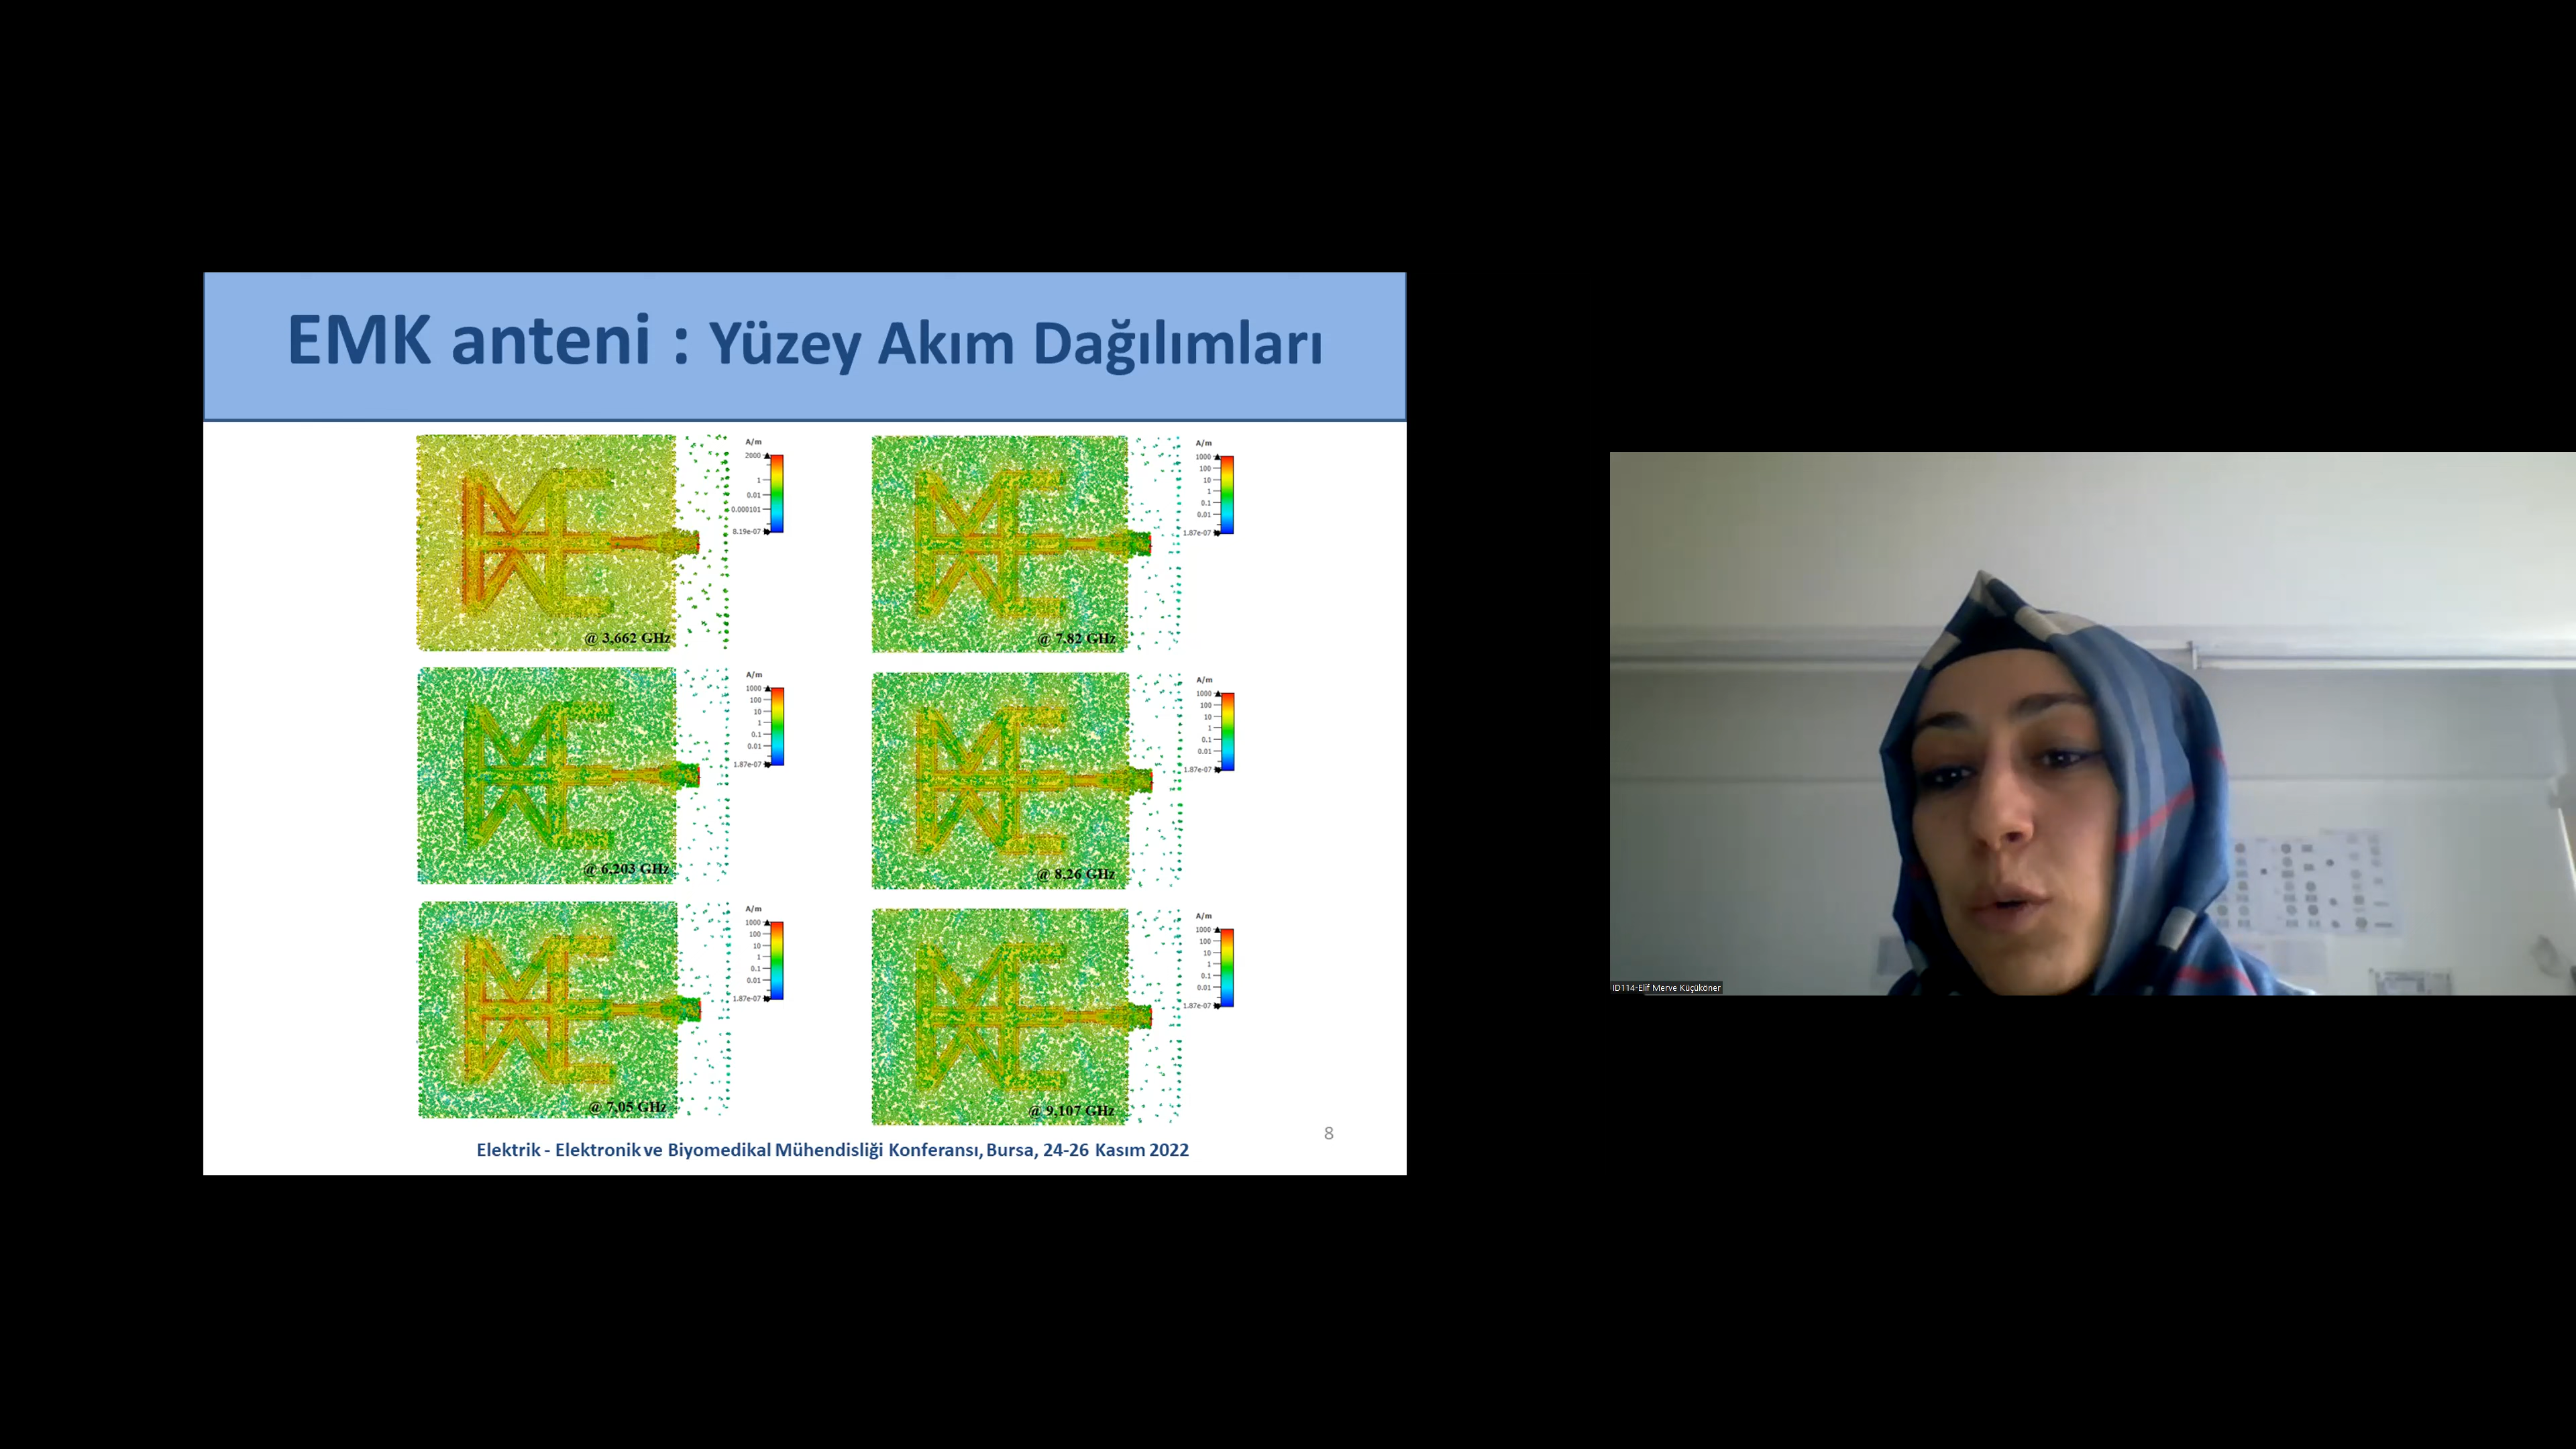 EMK anteni : Yüzey Akım Dağılımları
A/m
2000
1
0.01
0.000101
8.19e-07
@ 3,662 GHz
A/m
1000
100
10
1
0.1
0.01
1.87e-07
@ 7,82 GHz
A/m
1000
100
10
1
0.1
0.01
1.87e-07
@ 6,203 GHz
A/m
1000
100
10
1
0.1
0.01
1.87e-07
@ 8,26 GHz
A/m
1000
100
10
1
0.1
0.01
1.87e-07
@ 7,05 GHz
A/m
1000
100
10
1
0.1
0.01
1.87e-07
@ 9,107 GHz
8
Elektrik - Elektronik ve Biyomedikal Mühendisliği Konferansı, Bursa, 24-26 Kasım 2022
ID114-Elif Merve Küçüköner